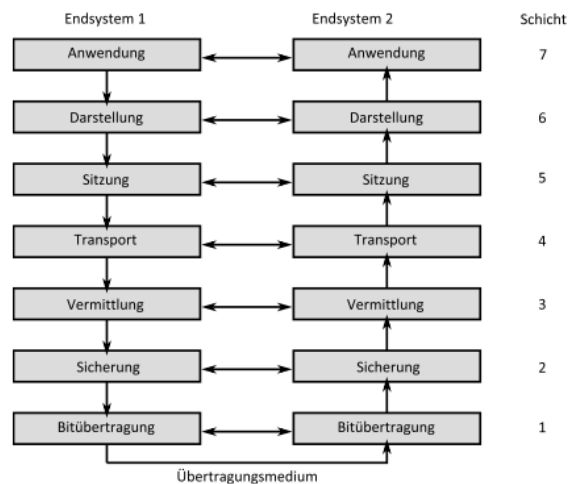 Endsystem 1 Endsystem 2 Schicht
Anwendung Anwendung 7
Darstellung Darstellung 6
Sitzung Sitzung 5
Transport Transport 4
Vermittlung Vermittlung 3
Sicherung Sicherung 2
Bitübertragung Bitübertragung 1
Übertragungsmedium